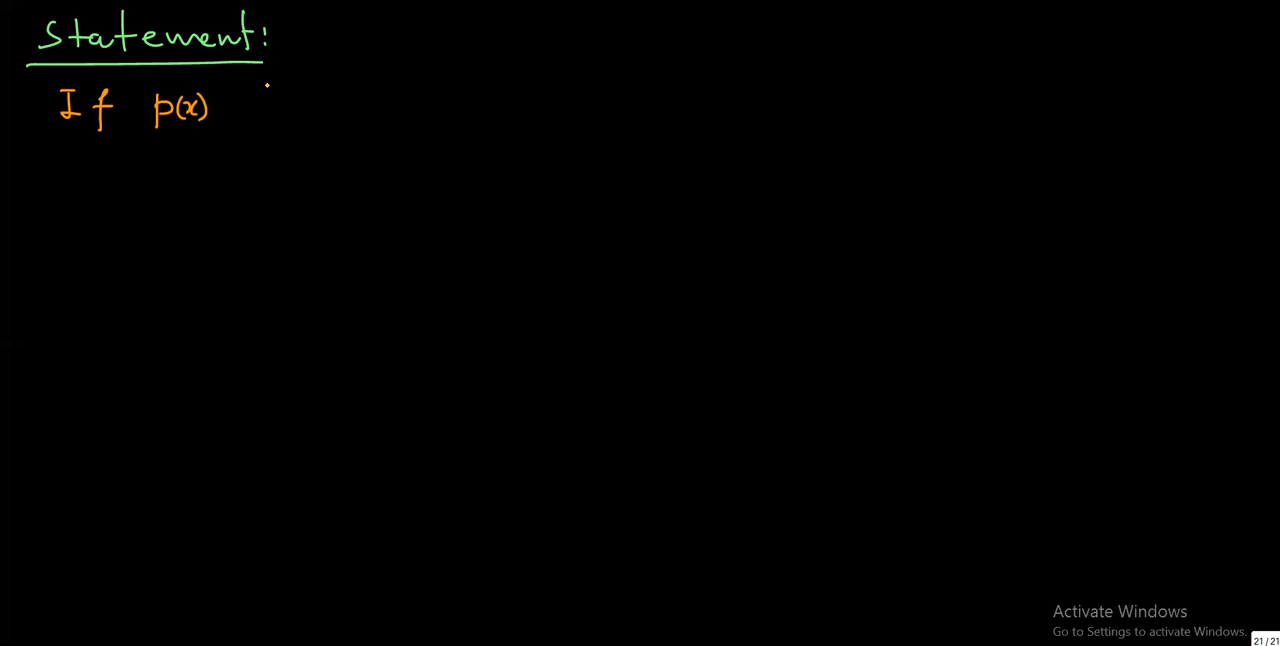 Statement:
If p(x)
Activate Windows
Go to Settings to activate Windows.
21 / 21